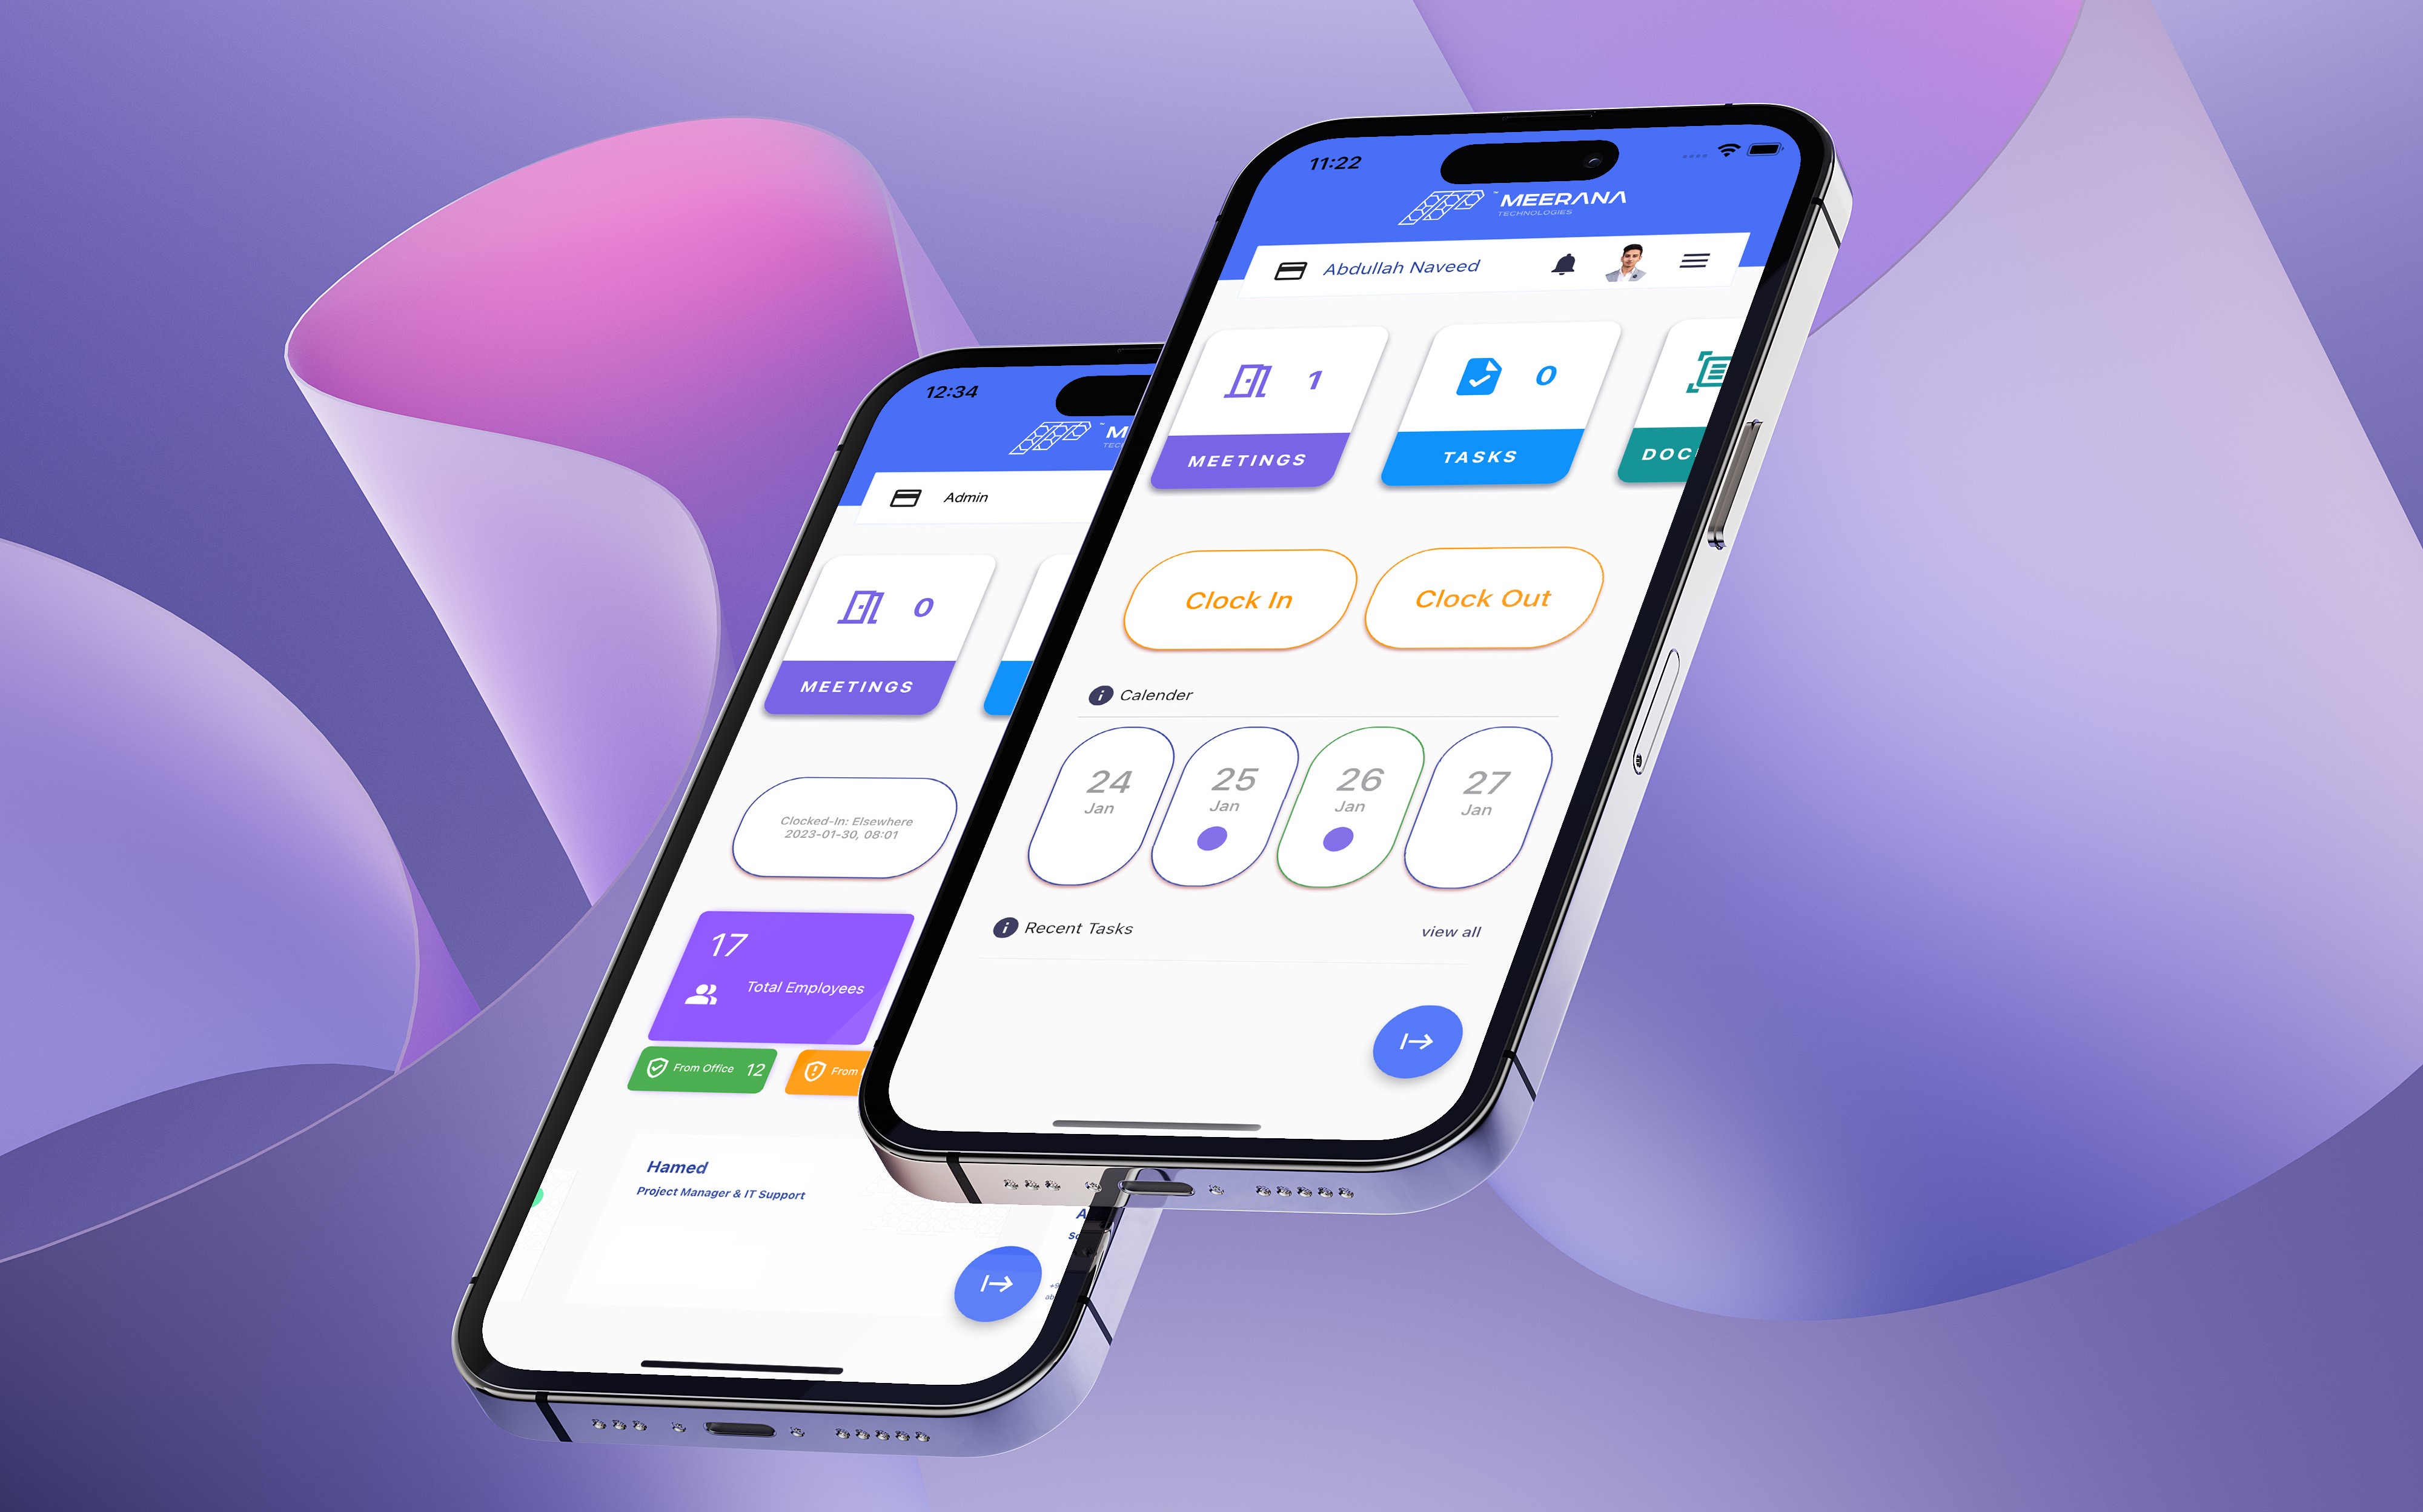 11:22
MEERANA
TECHNOLOGIES
Abdullah Naveed
1
0
MEETINGS
TASKS
DOC
Clock In
Clock Out
Calender
24
Jan
25
Jan
26
Jan
27
Jan
Recent Tasks
view all
12:34
M
TEC
Admin
0
MEETINGS
Clocked-In: Elsewhere
2023-01-30, 08:01
17
Total Employees
From Office 12
From
Hamed
Project Manager & IT Support
A